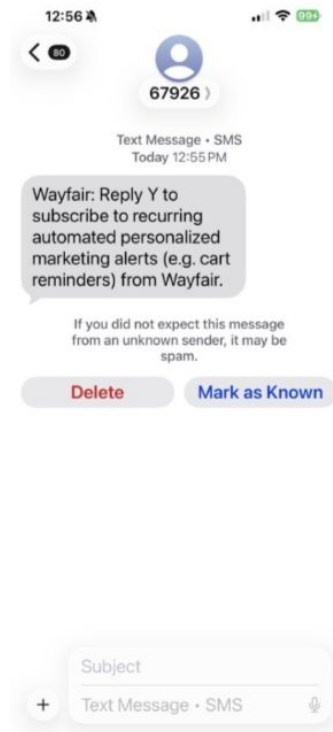 12:56
99+
80
67926 〉
Text Message • SMS
Today 12:55 PM
Wayfair: Reply Y to
subscribe to recurring
automated personalized
marketing alerts (e.g. cart
reminders) from Wayfair.
If you did not expect this message
from an unknown sender, it may be
spam.
Delete
Mark as Known
Subject
+
Text Message • SMS